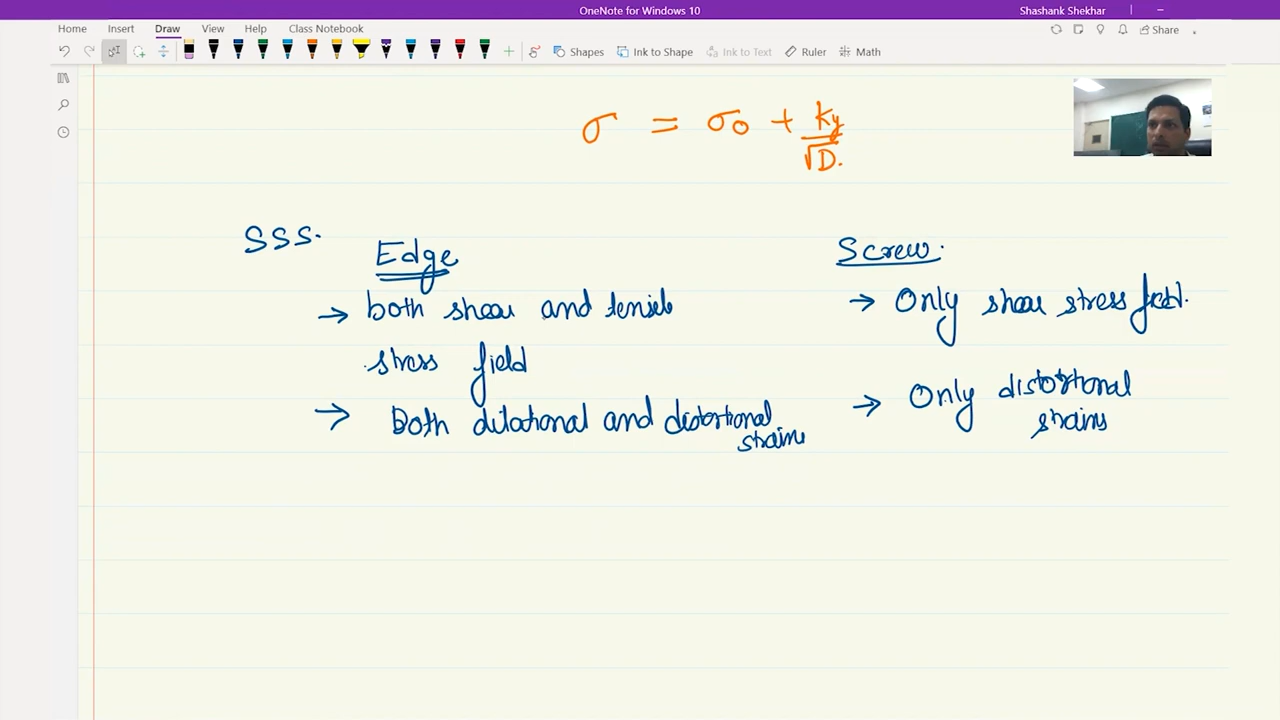 OneNote for Windows 10
Shashank Shekhar
Home Insert Draw View Help Class Notebook
Share
Shapes Ink to Shape Ink to Text Ruler Math
σ = σ0 + ky/√D.
SSS.
Edge
Screw.
→ both shear and tensile
stress field
→ Only shear stress field.
→ Both dilational and distortional
strains
→ Only distortional
strains